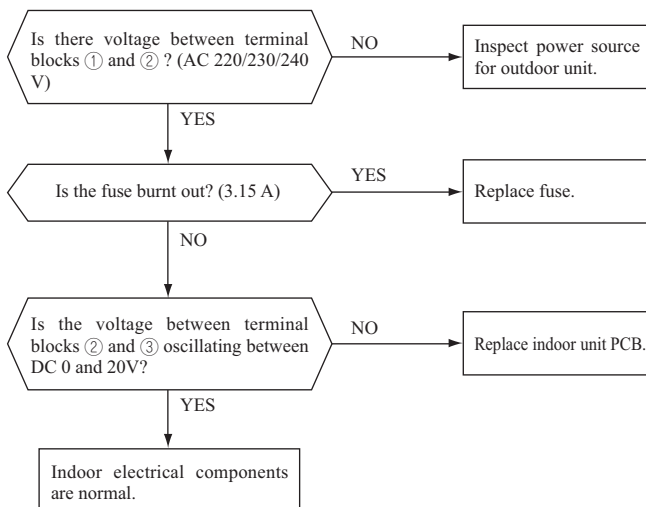 Is there voltage between terminal
blocks ① and ② ? (AC 220/230/240
V)
NO
Inspect power source
for outdoor unit.
YES
Is the fuse burnt out? (3.15 A)
YES
Replace fuse.
NO
Is the voltage between terminal
blocks ② and ③ oscillating between
DC 0 and 20V?
NO
Replace indoor unit PCB.
YES
Indoor electrical components
are normal.